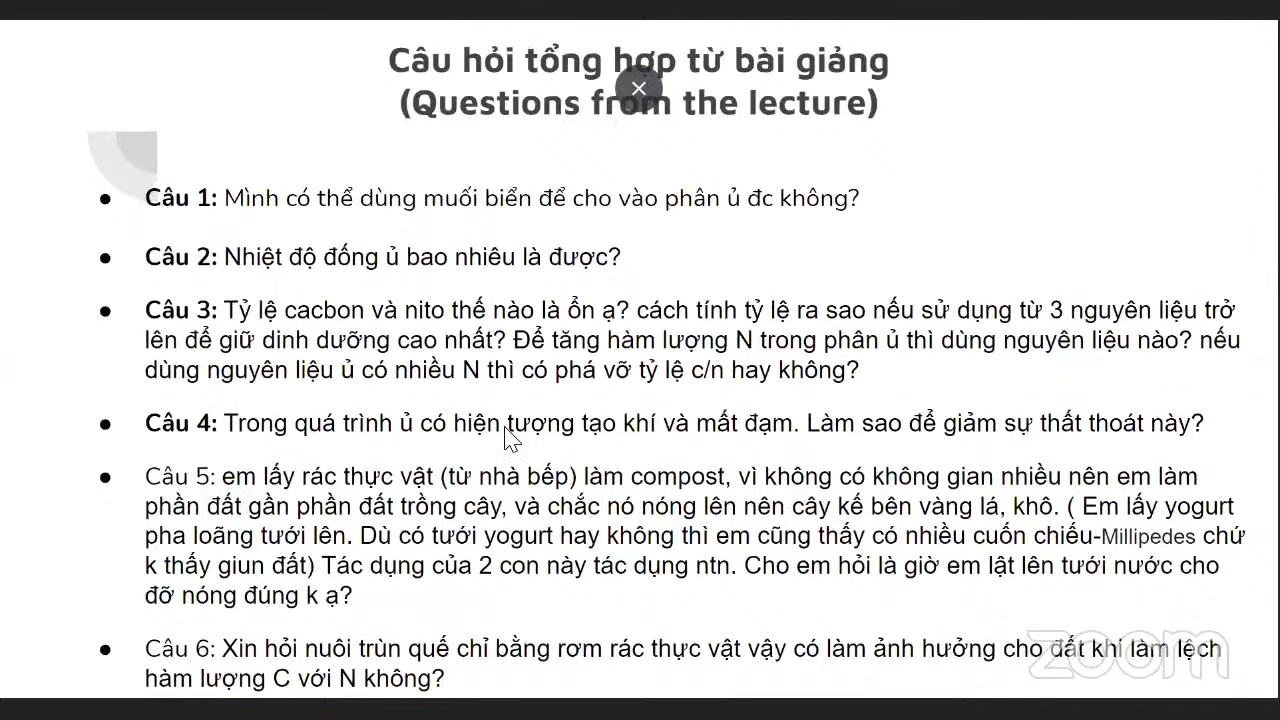 Câu hỏi tổng hợp từ bài giảng
(Questions from the lecture)
● Câu 1: Mình có thể dùng muối biển để cho vào phân ủ đc không?
● Câu 2: Nhiệt độ đống ủ bao nhiêu là được?
● Câu 3: Tỷ lệ cacbon và nito thế nào là ổn ạ? cách tính tỷ lệ ra sao nếu sử dụng từ 3 nguyên liệu trở
lên để giữ dinh dưỡng cao nhất? Để tăng hàm lượng N trong phân ủ thì dùng nguyên liệu nào? nếu
dùng nguyên liệu ủ có nhiều N thì có phá vỡ tỷ lệ c/n hay không?
● Câu 4: Trong quá trình ủ có hiện tượng tạo khí và mất đạm. Làm sao để giảm sự thất thoát này?
● Câu 5: em lấy rác thực vật (từ nhà bếp) làm compost, vì không có không gian nhiều nên em làm
phần đất gần phần đất trồng cây, và chắc nó nóng lên nên cây kế bên vàng lá, khô. ( Em lấy yogurt
pha loãng tưới lên. Dù có tưới yogurt hay không thì em cũng thấy có nhiều cuốn chiếu-Millipedes chứ
k thấy giun đất) Tác dụng của 2 con này tác dụng ntn. Cho em hỏi là giờ em lật lên tưới nước cho
đỡ nóng đúng k ạ?
● Câu 6: Xin hỏi nuôi trùn quế chỉ bằng rơm rác thực vật vậy có làm ảnh hưởng cho đất khi làm lệch
hàm lượng C với N không?
zoom